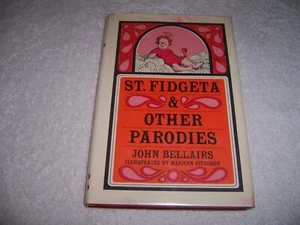 ST. FIDGETA
&
OTHER
PARODIES
JOHN BELLAIRS
ILLUSTRATED BY MARILYN FITSCHEN